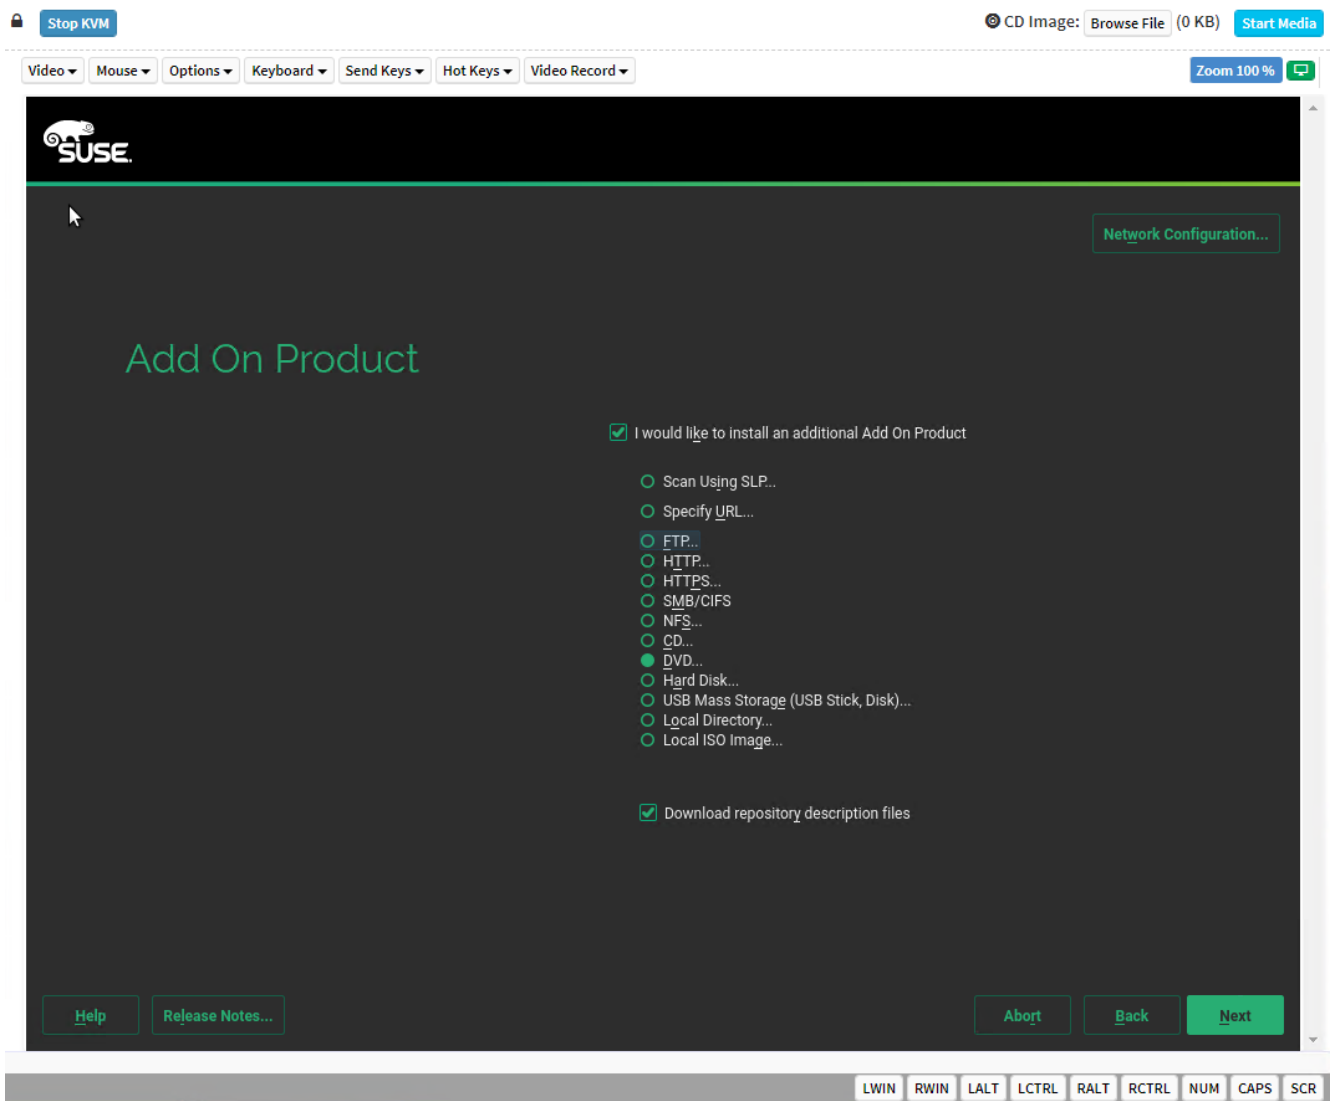 Stop KVM
CD Image: Browse File (0 KB) Start Media
Video Mouse Options Keyboard Send Keys Hot Keys Video Record
Zoom 100 %
SUSE.
Network Configuration...
Add On Product
I would like to install an additional Add On Product
Scan Using SLP...
Specify URL...
FTP...
HTTP...
HTTPS...
SMB/CIFS
NFS...
CD...
DVD...
Hard Disk...
USB Mass Storage (USB Stick, Disk)...
Local Directory...
Local ISO Image...
Download repository description files
Help Release Notes... Abort Back Next
LWIN RWIN LALT LCTRL RALT RCTRL NUM CAPS SCR